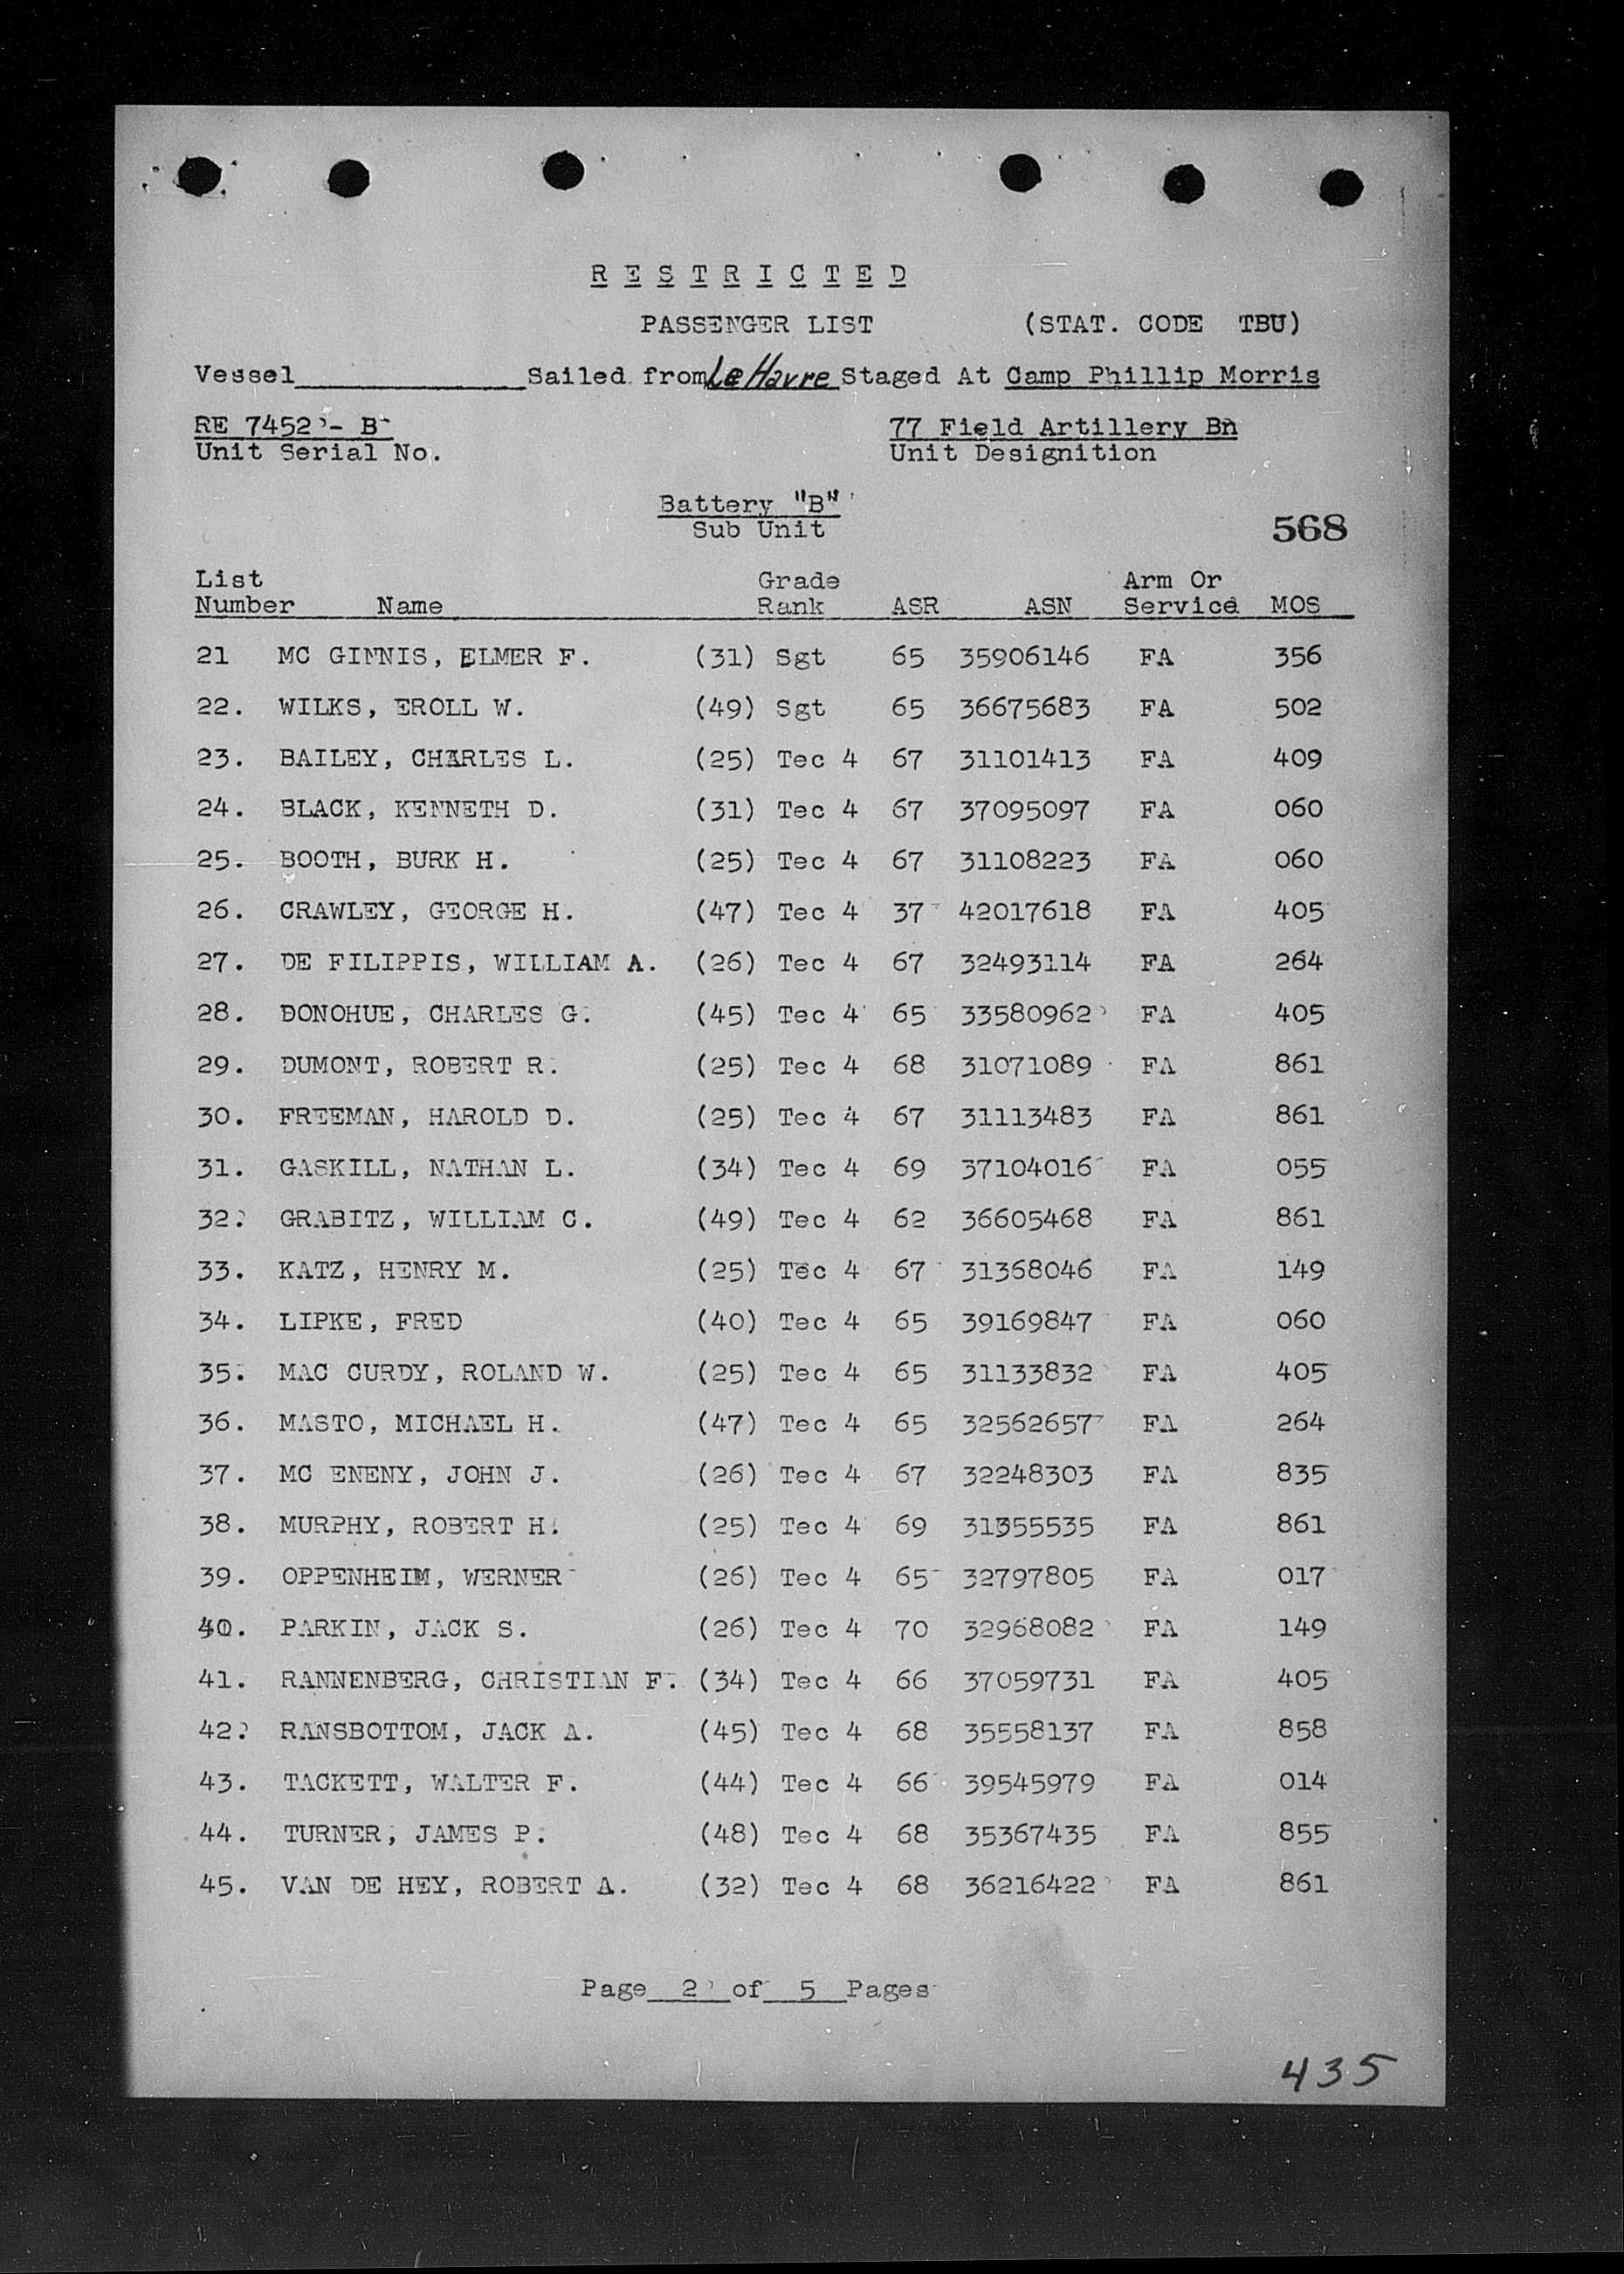 R E S T R I C T E D
PASSENGER LIST (STAT. CODE TBU)
Vessel______________Sailed from Le Havre Staged At Camp Phillip Morris
RE 7452 - B 77 Field Artillery Bn
Unit Serial No. Unit Designition
Battery "B"
Sub Unit 568
List Grade Arm Or
Number Name Rank ASR ASN Service MOS
21 MC GINNIS, ELMER F. (31) Sgt 65 35906146 FA 356
22. WILKS, EROLL W. (49) Sgt 65 36675683 FA 502
23. BAILEY, CHARLES L. (25) Tec 4 67 31101413 FA 409
24. BLACK, KENNETH D. (31) Tec 4 67 37095097 FA 060
25. BOOTH, BURK H. (25) Tec 4 67 31108223 FA 060
26. CRAWLEY, GEORGE H. (47) Tec 4 37 42017618 FA 405
27. DE FILIPPIS, WILLIAM A. (26) Tec 4 67 32493114 FA 264
28. DONOHUE, CHARLES G. (45) Tec 4 65 33580962 FA 405
29. DUMONT, ROBERT R. (25) Tec 4 68 31071089 FA 861
30. FREEMAN, HAROLD D. (25) Tec 4 67 31113483 FA 861
31. GASKILL, NATHAN L. (34) Tec 4 69 37104016 FA 055
32. GRABITZ, WILLIAM C. (49) Tec 4 62 36605468 FA 861
33. KATZ, HENRY M. (25) Tec 4 67 31368046 FA 149
34. LIPKE, FRED (40) Tec 4 65 39169847 FA 060
35. MAC CURDY, ROLAND W. (25) Tec 4 65 31133832 FA 405
36. MASTO, MICHAEL H. (47) Tec 4 65 32562657 FA 264
37. MC ENENY, JOHN J. (26) Tec 4 67 32248303 FA 835
38. MURPHY, ROBERT H. (25) Tec 4 69 31355535 FA 861
39. OPPENHEIM, WERNER (26) Tec 4 65 32797805 FA 017
40. PARKIN, JACK S. (26) Tec 4 70 32968082 FA 149
41. RANNENBERG, CHRISTIAN F. (34) Tec 4 66 37059731 FA 405
42. RANSBOTTOM, JACK A. (45) Tec 4 68 35558137 FA 858
43. TACKETT, WALTER F. (44) Tec 4 66 39545979 FA 014
44. TURNER, JAMES P. (48) Tec 4 68 35367435 FA 855
45. VAN DE HEY, ROBERT A. (32) Tec 4 68 36216422 FA 861
Page 2 of 5 Pages
435